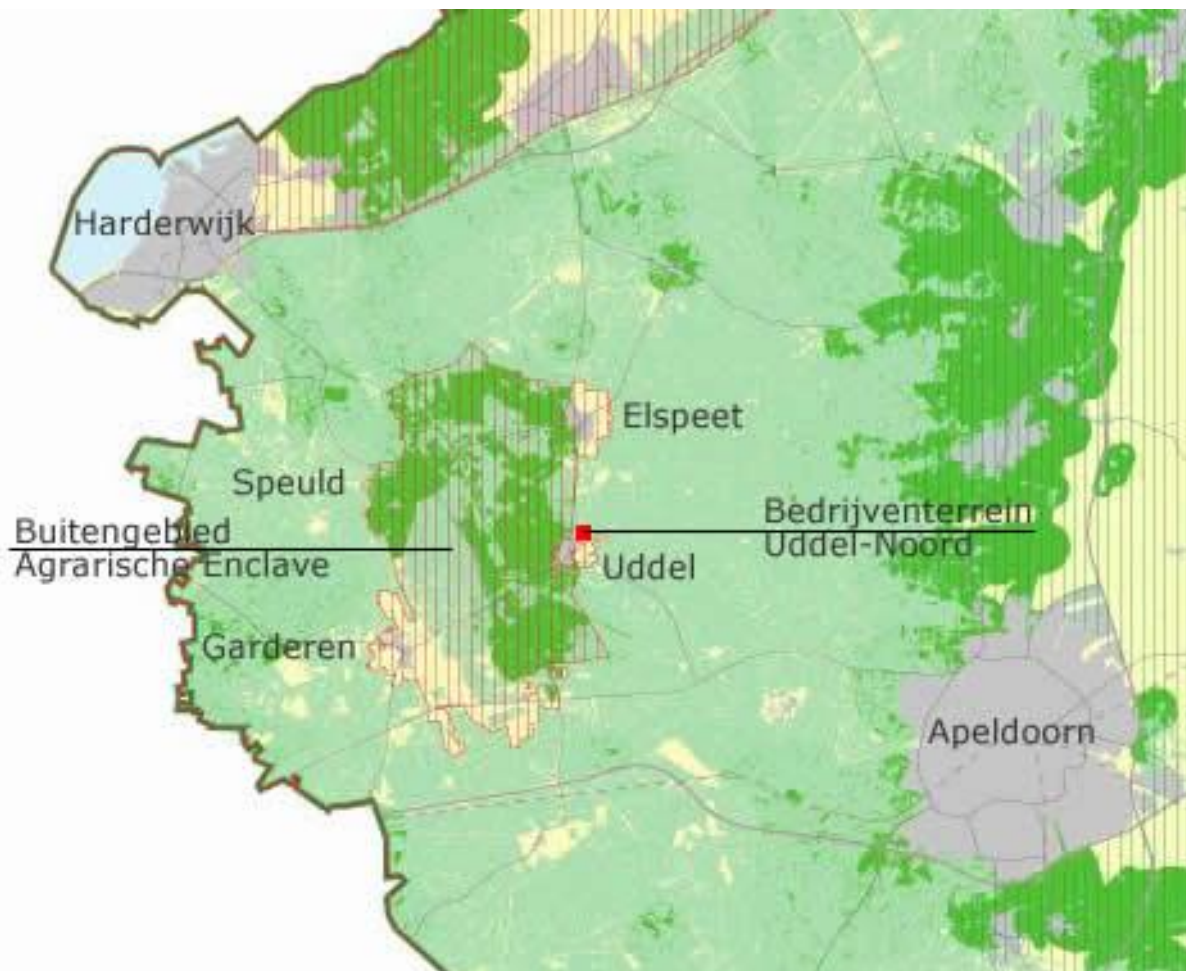 Harderwijk
Elspeet
Speuld
Buitengebied
Agrarische Enclave
Bedrijventerrein
Uddel-Noord
Uddel
Garderen
Apeldoorn